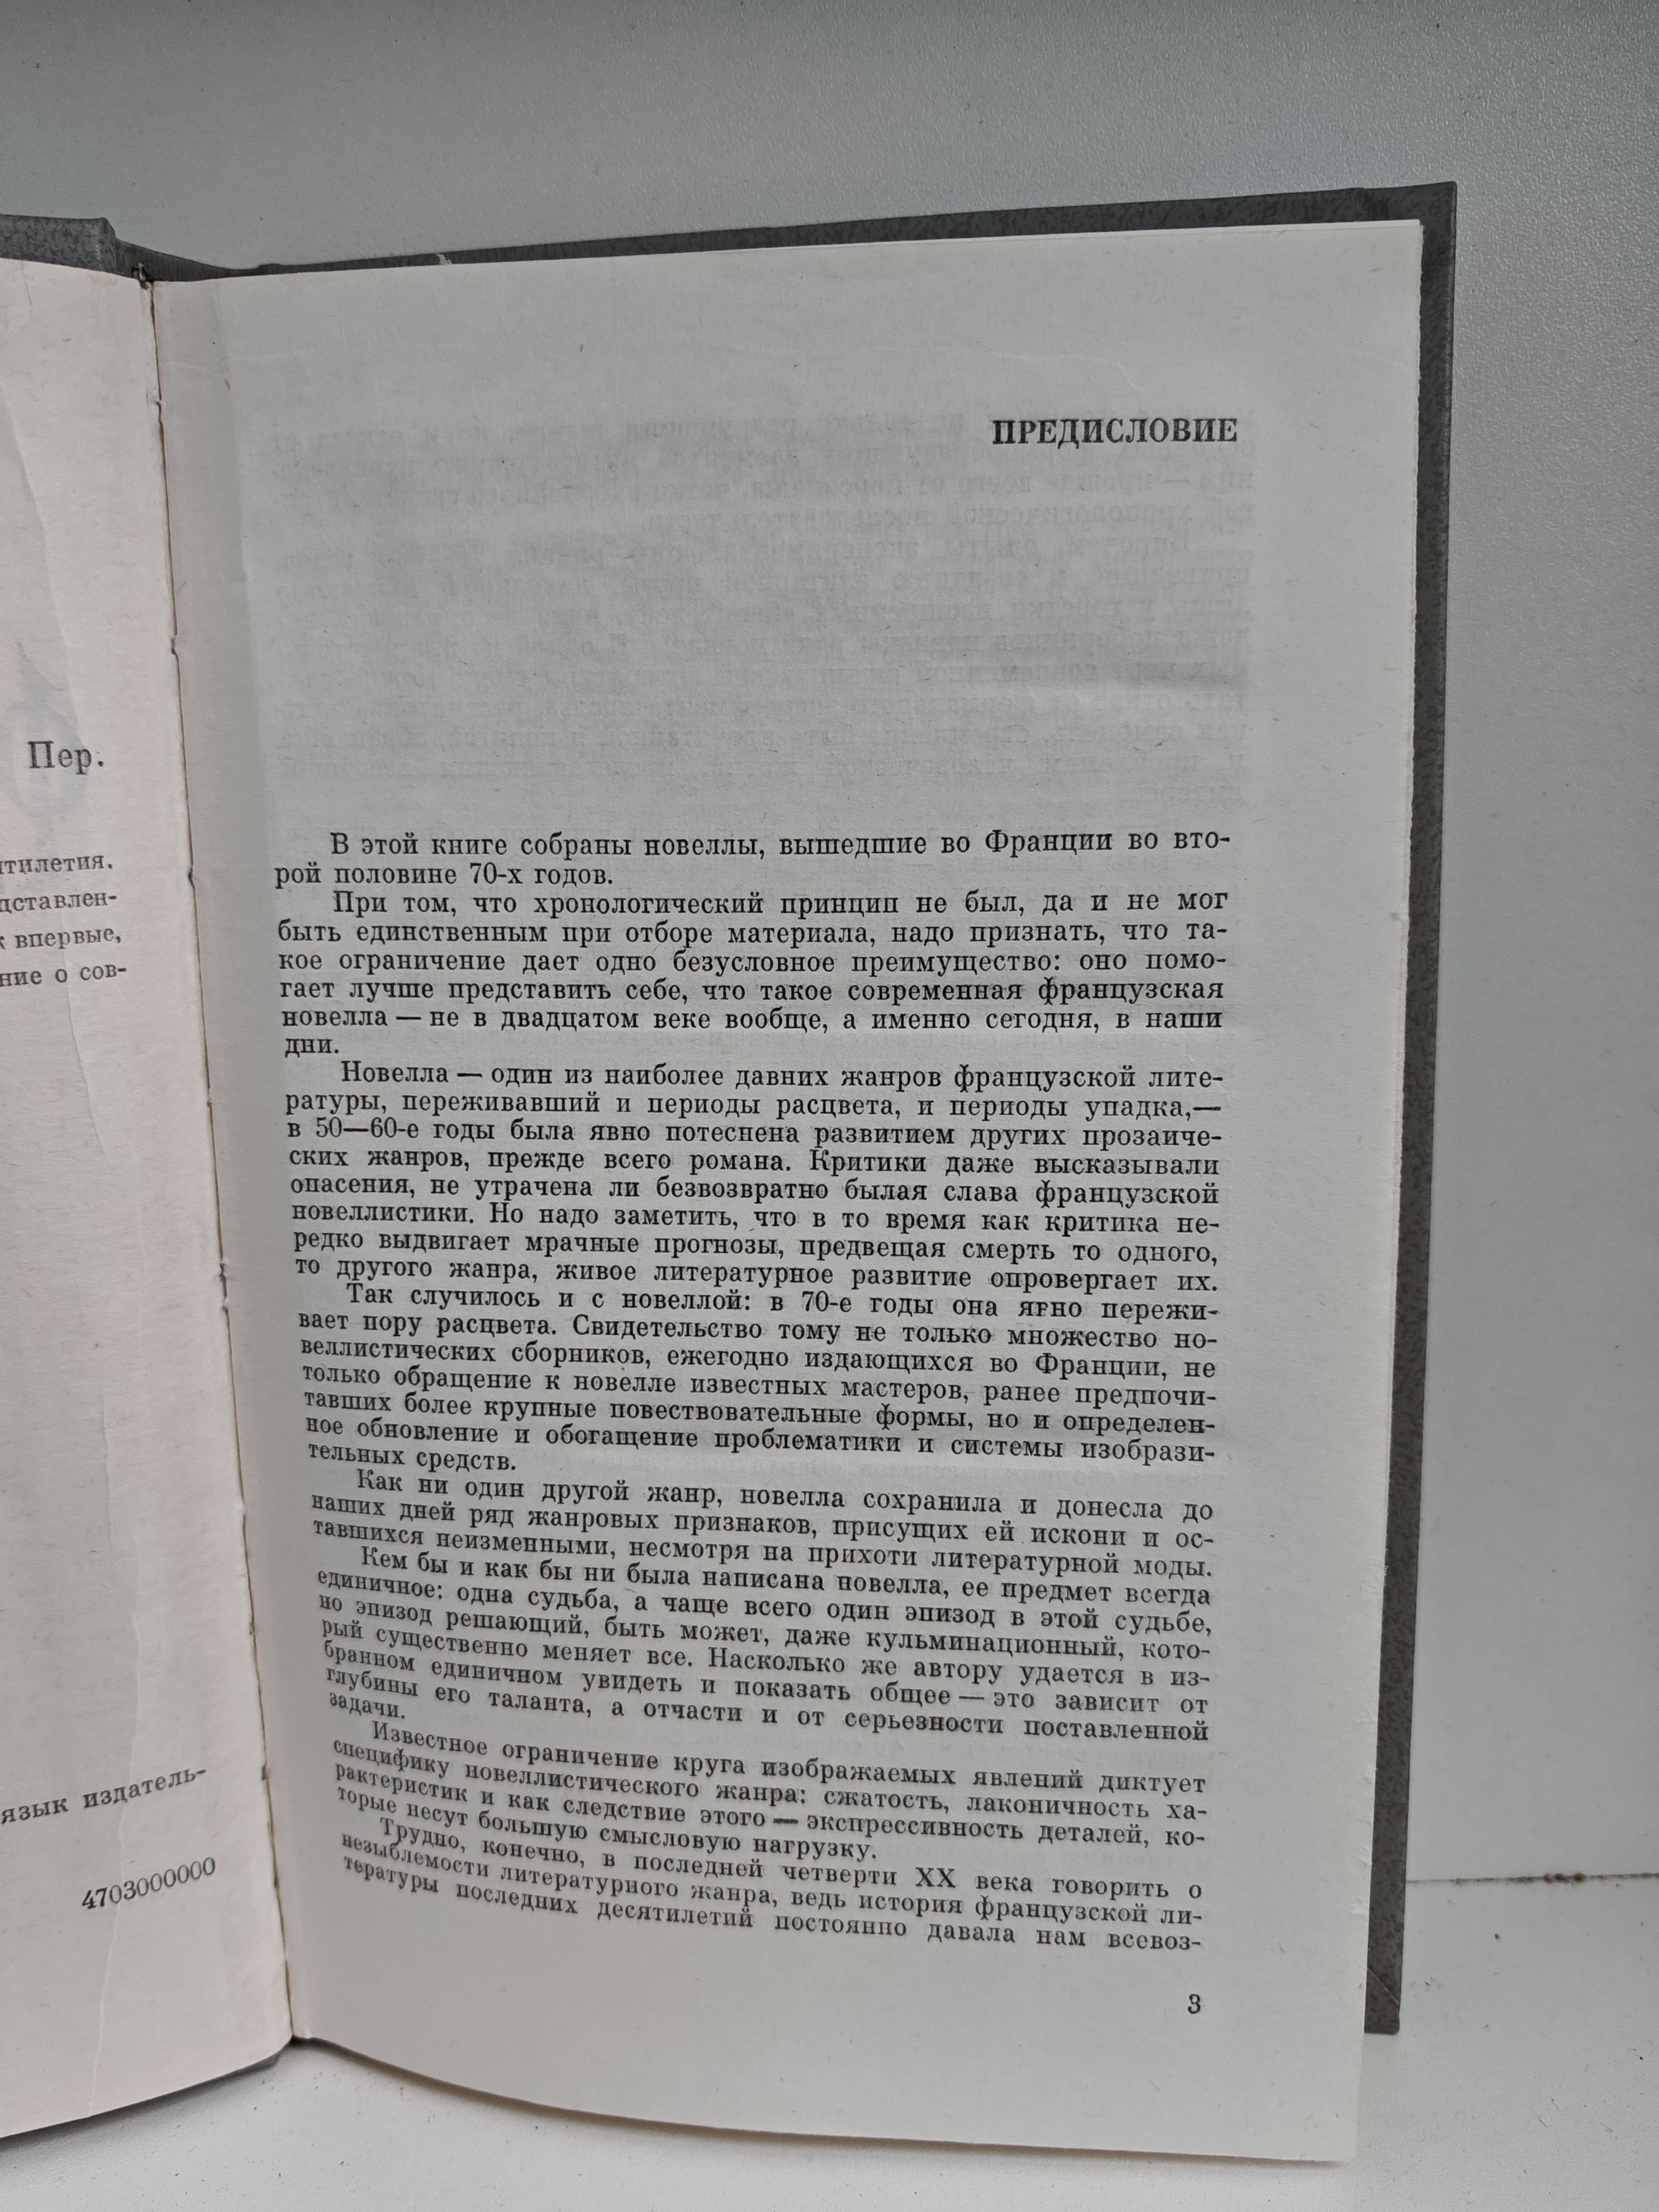 Пер.
тилетия.
дставлен-
впервые,
ние о сов-
язык издатель-
4703000000
ПРЕДИСЛОВИЕ
В этой книге собраны новеллы, вышедшие во Франции во вто-
рой половине 70-х годов.
При том, что хронологический принцип не был, да и не мог
быть единственным при отборе материала, надо признать, что та-
кое ограничение дает одно безусловное преимущество: оно помо-
гает лучше представить себе, что такое современная французская
новелла — не в двадцатом веке вообще, а именно сегодня, в наши
дни.
Новелла — один из наиболее давних жанров французской лите-
ратуры, переживавший и периоды расцвета, и периоды упадка,—
в 50—60-е годы была явно потеснена развитием других прозаиче-
ских жанров, прежде всего романа. Критики даже высказывали
опасения, не утрачена ли безвозвратно былая слава французской
новеллистики. Но надо заметить, что в то время как критика не-
редко выдвигает мрачные прогнозы, предвещая смерть то одного,
то другого жанра, живое литературное развитие опровергает их.
Так случилось и с новеллой: в 70-е годы она явно пережи-
вает пору расцвета. Свидетельство тому не только множество но-
веллистических сборников, ежегодно издающихся во Франции, не
только обращение к новелле известных мастеров, ранее предпочи-
тавших более крупные повествовательные формы, но и определен-
ное обновление и обогащение проблематики и системы изобрази-
тельных средств.
Как ни один другой жанр, новелла сохранила и донесла до
наших дней ряд жанровых признаков, присущих ей искони и ос-
тавшихся неизменными, несмотря на прихоти литературной моды.
Кем бы и как бы ни была написана новелла, ее предмет всегда
единичное: одна судьба, а чаще всего один эпизод в этой судьбе,
но эпизод решающий, быть может, даже кульминационный, кото-
рый существенно меняет все. Насколько же автору удается в из-
бранном единичном увидеть и показать общее — это зависит от
глубины его таланта, а отчасти и от серьезности поставленной
задачи.
Известное ограничение круга изображаемых явлений диктует
специфику новеллистического жанра: сжатость, лаконичность ха-
рактеристик и как следствие этого — экспрессивность деталей, ко-
торые несут большую смысловую нагрузку.
Трудно, конечно, в последней четверти XX века говорить о
незыблемости литературного жанра, ведь история французской ли-
тературы последних десятилетий постоянно давала нам всевоз-
3